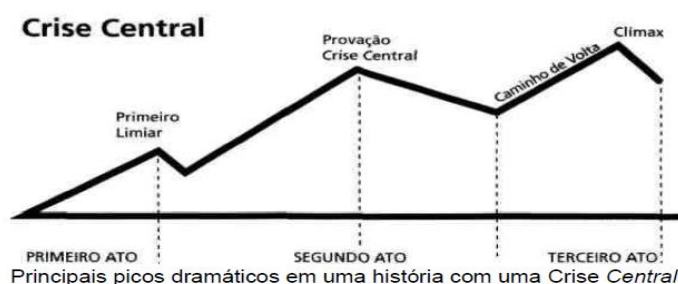 Crise Central
Clímax
Provação
Crise Central
Caminho de Volta
Primeiro
Limiar
PRIMEIRO ATO
SEGUNDO ATO
TERCEIRO ATO
Principais picos dramáticos em uma história com uma Crise Central